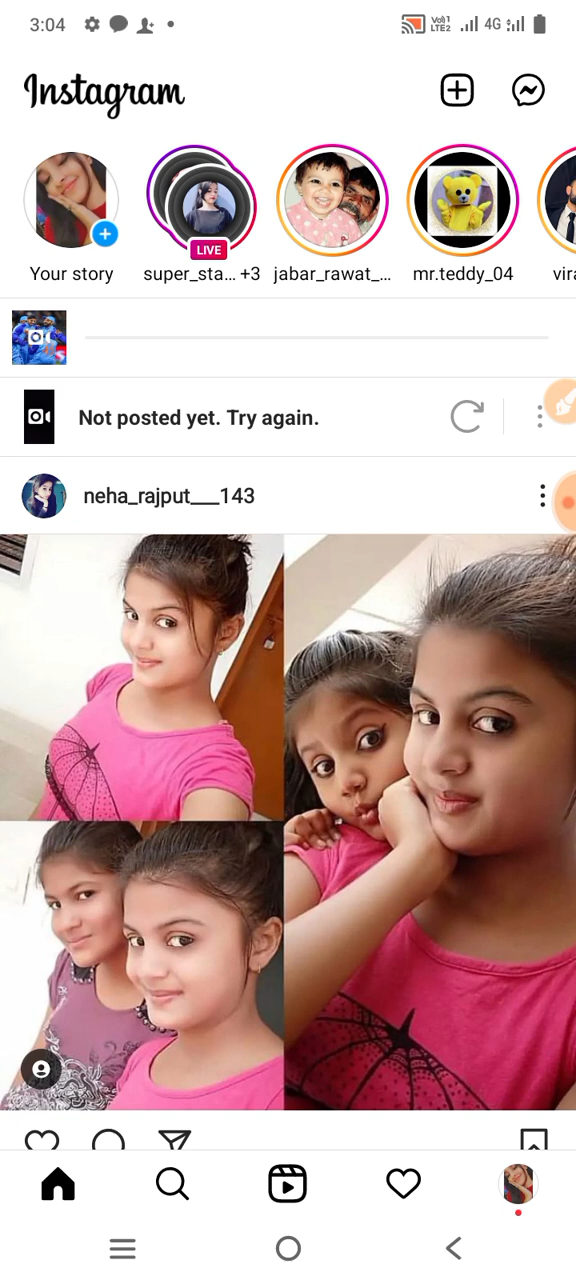 3:04
Vo))1
LTE2
4G
Instagram
Your story
LIVE
super_sta... +3
jabar_rawat_...
mr.teddy_04
vira
Not posted yet. Try again.
neha_rajput___143